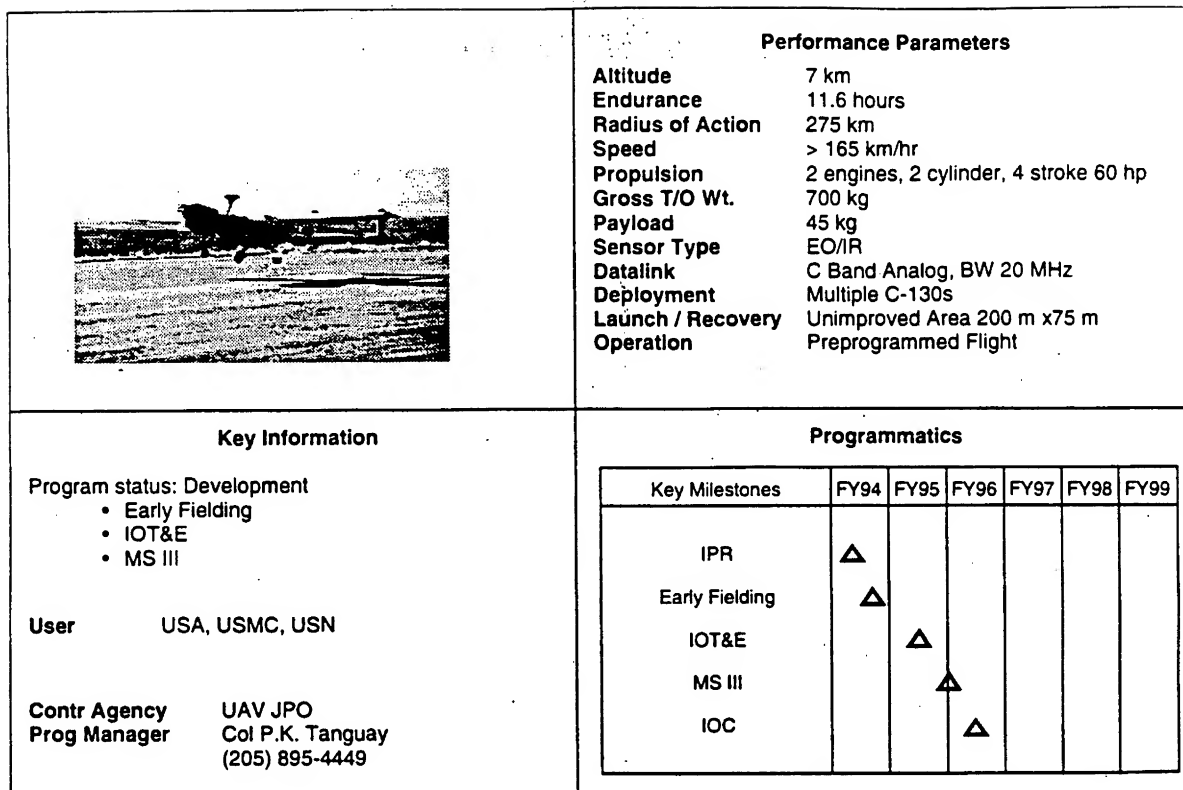 Performance Parameters
Altitude 7 km
Endurance 11.6 hours
Radius of Action 275 km
Speed > 165 km/hr
Propulsion 2 engines, 2 cylinder, 4 stroke 60 hp
Gross T/O Wt. 700 kg
Payload 45 kg
Sensor Type EO/IR
Datalink C Band Analog, BW 20 MHz
Deployment Multiple C-130s
Launch / Recovery Unimproved Area 200 m x75 m
Operation Preprogrammed Flight
Key Information
Program status: Development
• Early Fielding
• IOT&E
• MS III
User USA, USMC, USN
Contr Agency UAV JPO
Prog Manager Col P.K. Tanguay
(205) 895-4449
Programmatics
Key Milestones FY94 FY95 FY96 FY97 FY98 FY99
IPR
Early Fielding
IOT&E
MS III
IOC